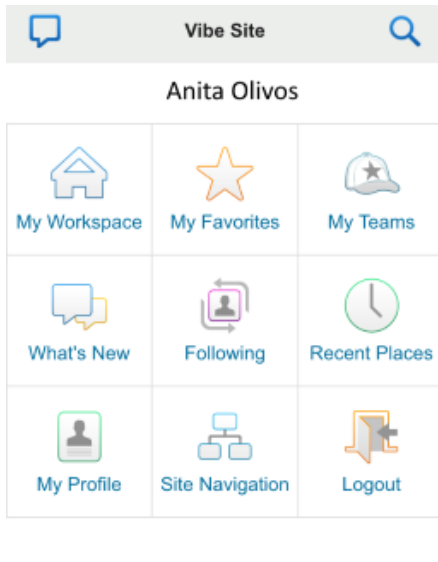 Vibe Site
Anita Olivos
My Workspace
My Favorites
My Teams
What's New
Following
Recent Places
My Profile
Site Navigation
Logout